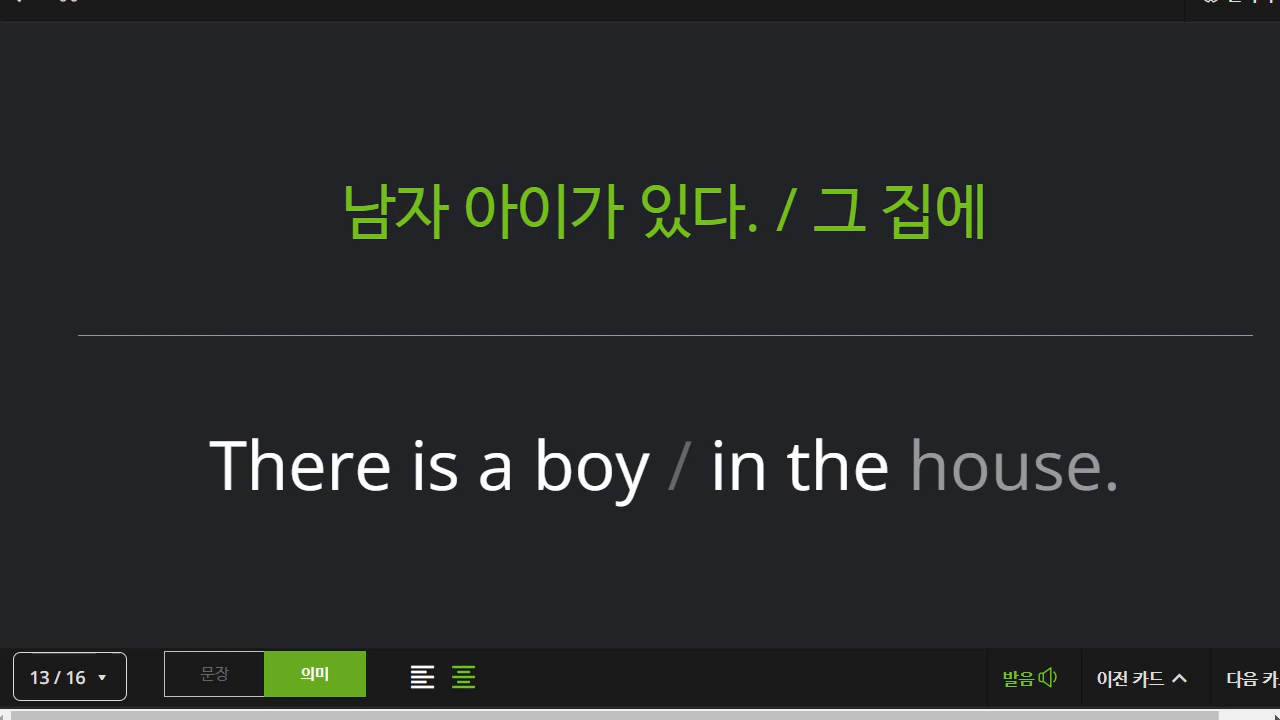 남자 아이가 있다. / 그 집에
There is a boy / in the house.
13 / 16 문장 의미 발음 이전 카드 다음